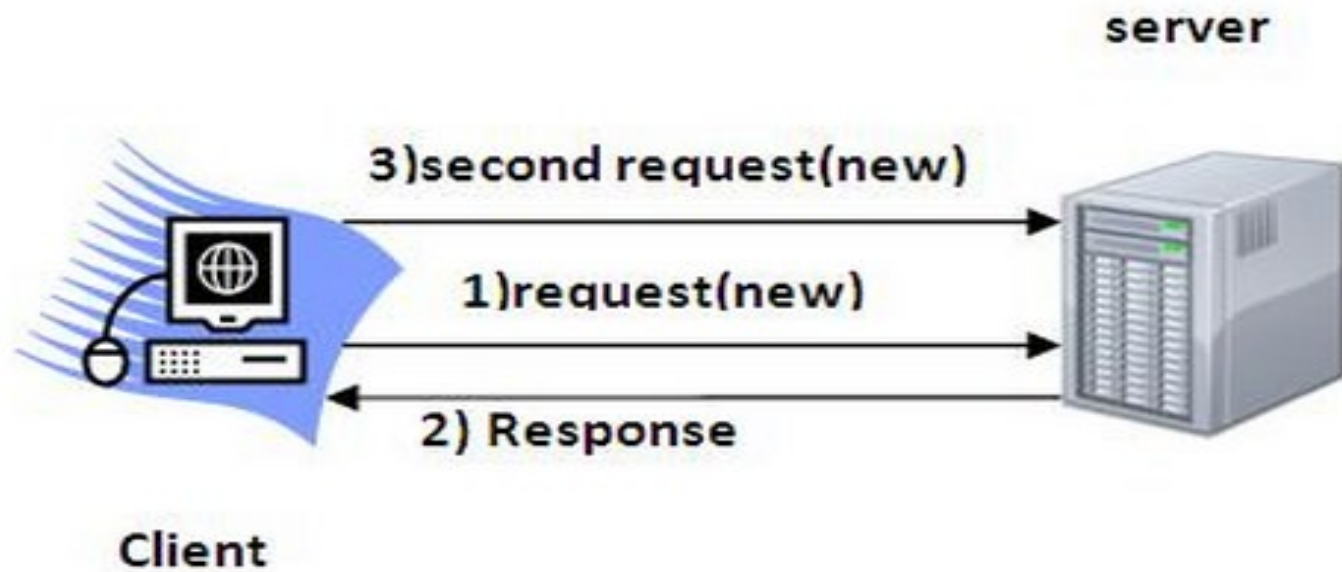 server
3)second request(new)
1)request(new)
2) Response
Client